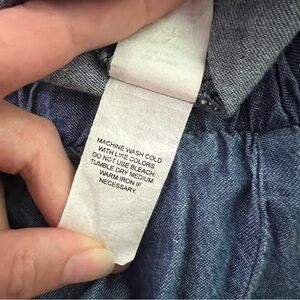 MACHINE WASH COLD
WITH LIKE COLORS.
DO NOT USE BLEACH.
TUMBLE DRY MEDIUM.
WARM IRON IF
NECESSARY.